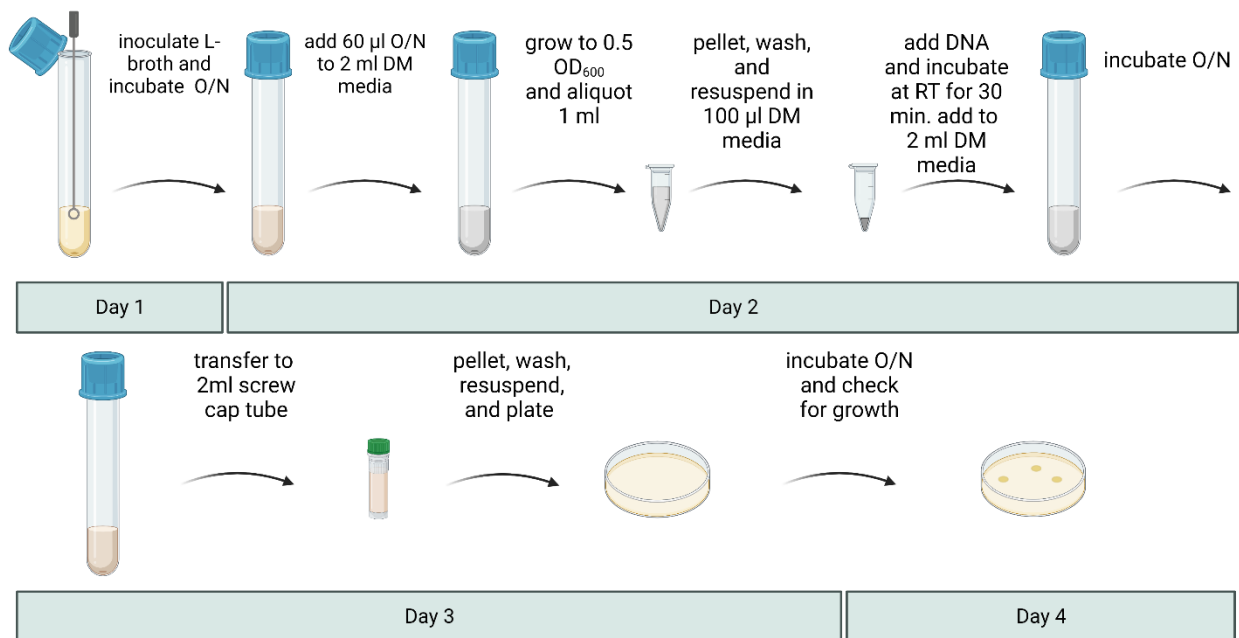 inoculate L-
broth and
incubate O/N
add 60 µl O/N
to 2 ml DM
media
grow to 0.5
OD₆₀₀
and aliquot
1 ml
pellet, wash,
and
resuspend in
100 µl DM
media
add DNA
and incubate
at RT for 30
min. add to
2 ml DM
media
incubate O/N
Day 1
Day 2
transfer to
2ml screw
cap tube
pellet, wash,
resuspend,
and plate
incubate O/N
and check
for growth
Day 3
Day 4